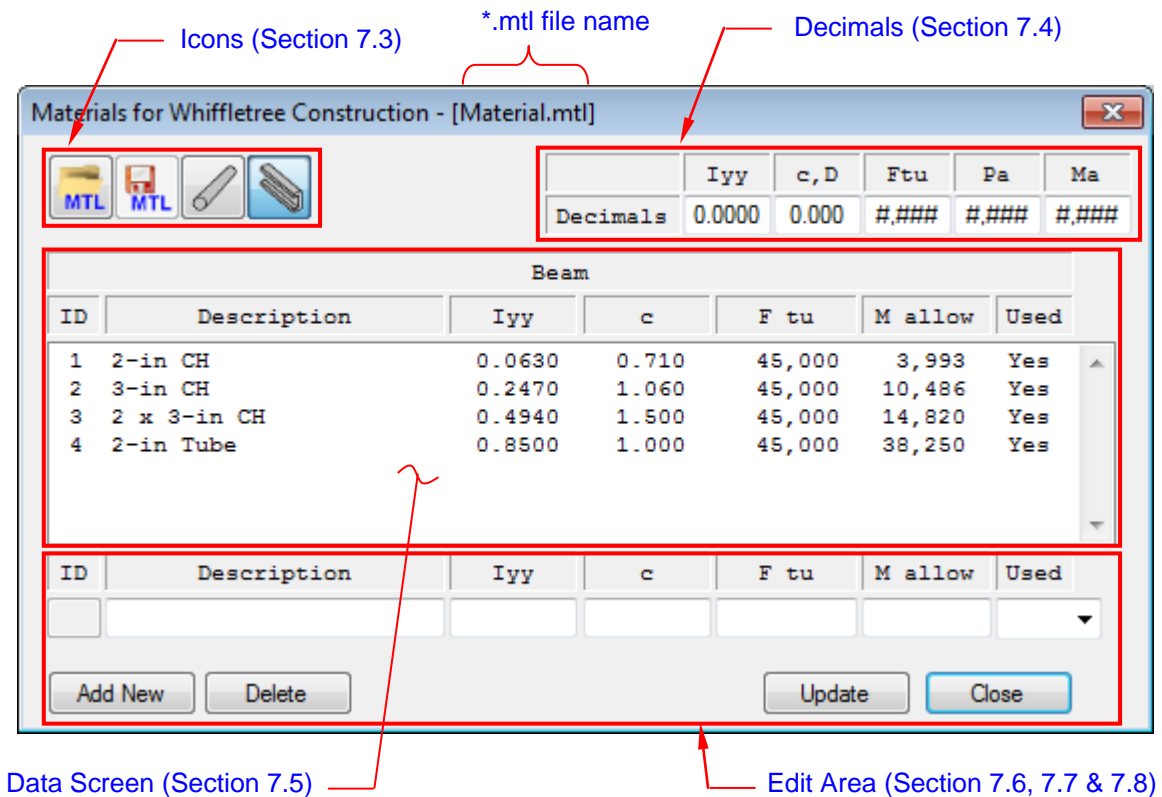 *.mtl file name
Icons (Section 7.3)
Decimals (Section 7.4)
Materials for Whiffletree Construction - [Material.mtl]
MTL MTL
Iyy c,D Ftu Pa Ma
Decimals 0.0000 0.000 #,### #,### #,###
Beam
ID Description Iyy c F tu M allow Used
1 2-in CH 0.0630 0.710 45,000 3,993 Yes
2 3-in CH 0.2470 1.060 45,000 10,486 Yes
3 2 x 3-in CH 0.4940 1.500 45,000 14,820 Yes
4 2-in Tube 0.8500 1.000 45,000 38,250 Yes
ID Description Iyy c F tu M allow Used
Add New Delete Update Close
Data Screen (Section 7.5)
Edit Area (Section 7.6, 7.7 & 7.8)